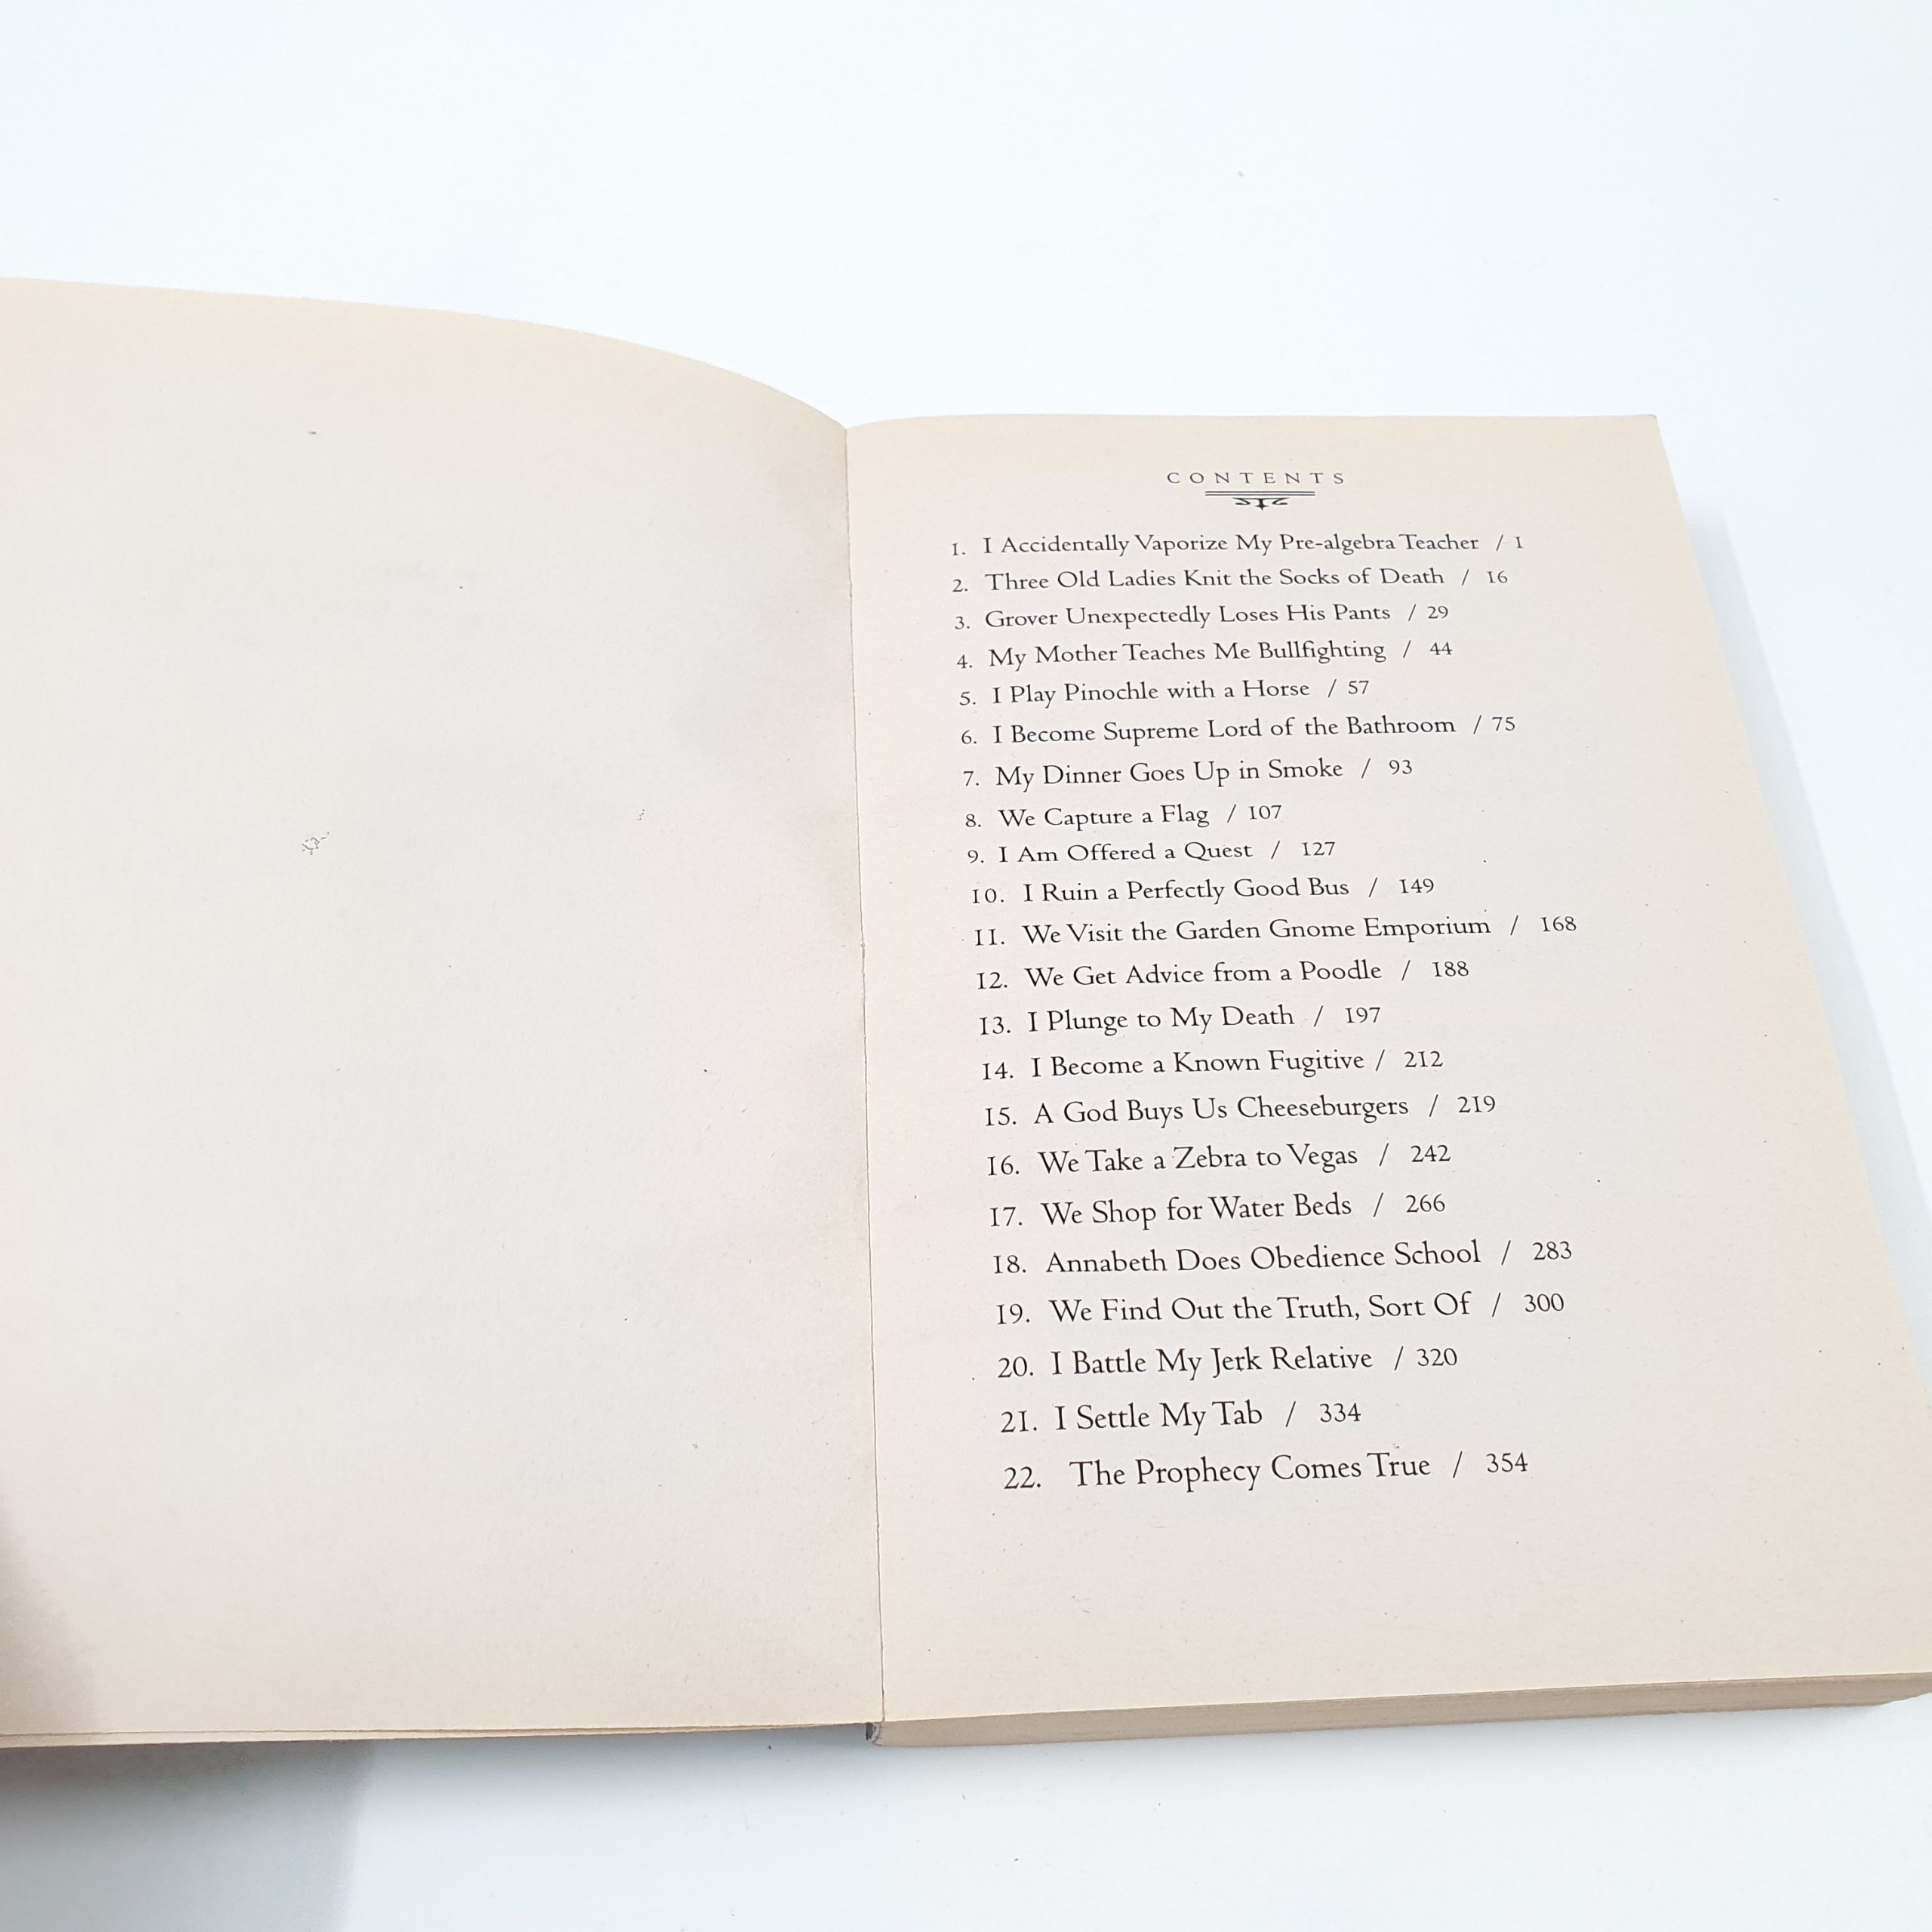 CONTENTS
1. I Accidentally Vaporize My Pre-algebra Teacher / 1
2. Three Old Ladies Knit the Socks of Death / 16
3. Grover Unexpectedly Loses His Pants / 29
4. My Mother Teaches Me Bullfighting / 44
5. I Play Pinochle with a Horse / 57
6. I Become Supreme Lord of the Bathroom / 75
7. My Dinner Goes Up in Smoke / 93
8. We Capture a Flag / 107
9. I Am Offered a Quest / 127
10. I Ruin a Perfectly Good Bus / 149
11. We Visit the Garden Gnome Emporium / 168
12. We Get Advice from a Poodle / 188
13. I Plunge to My Death / 197
14. I Become a Known Fugitive / 212
15. A God Buys Us Cheeseburgers / 219
16. We Take a Zebra to Vegas / 242
17. We Shop for Water Beds / 266
18. Annabeth Does Obedience School / 283
19. We Find Out the Truth, Sort Of / 300
20. I Battle My Jerk Relative / 320
21. I Settle My Tab / 334
22. The Prophecy Comes True / 354